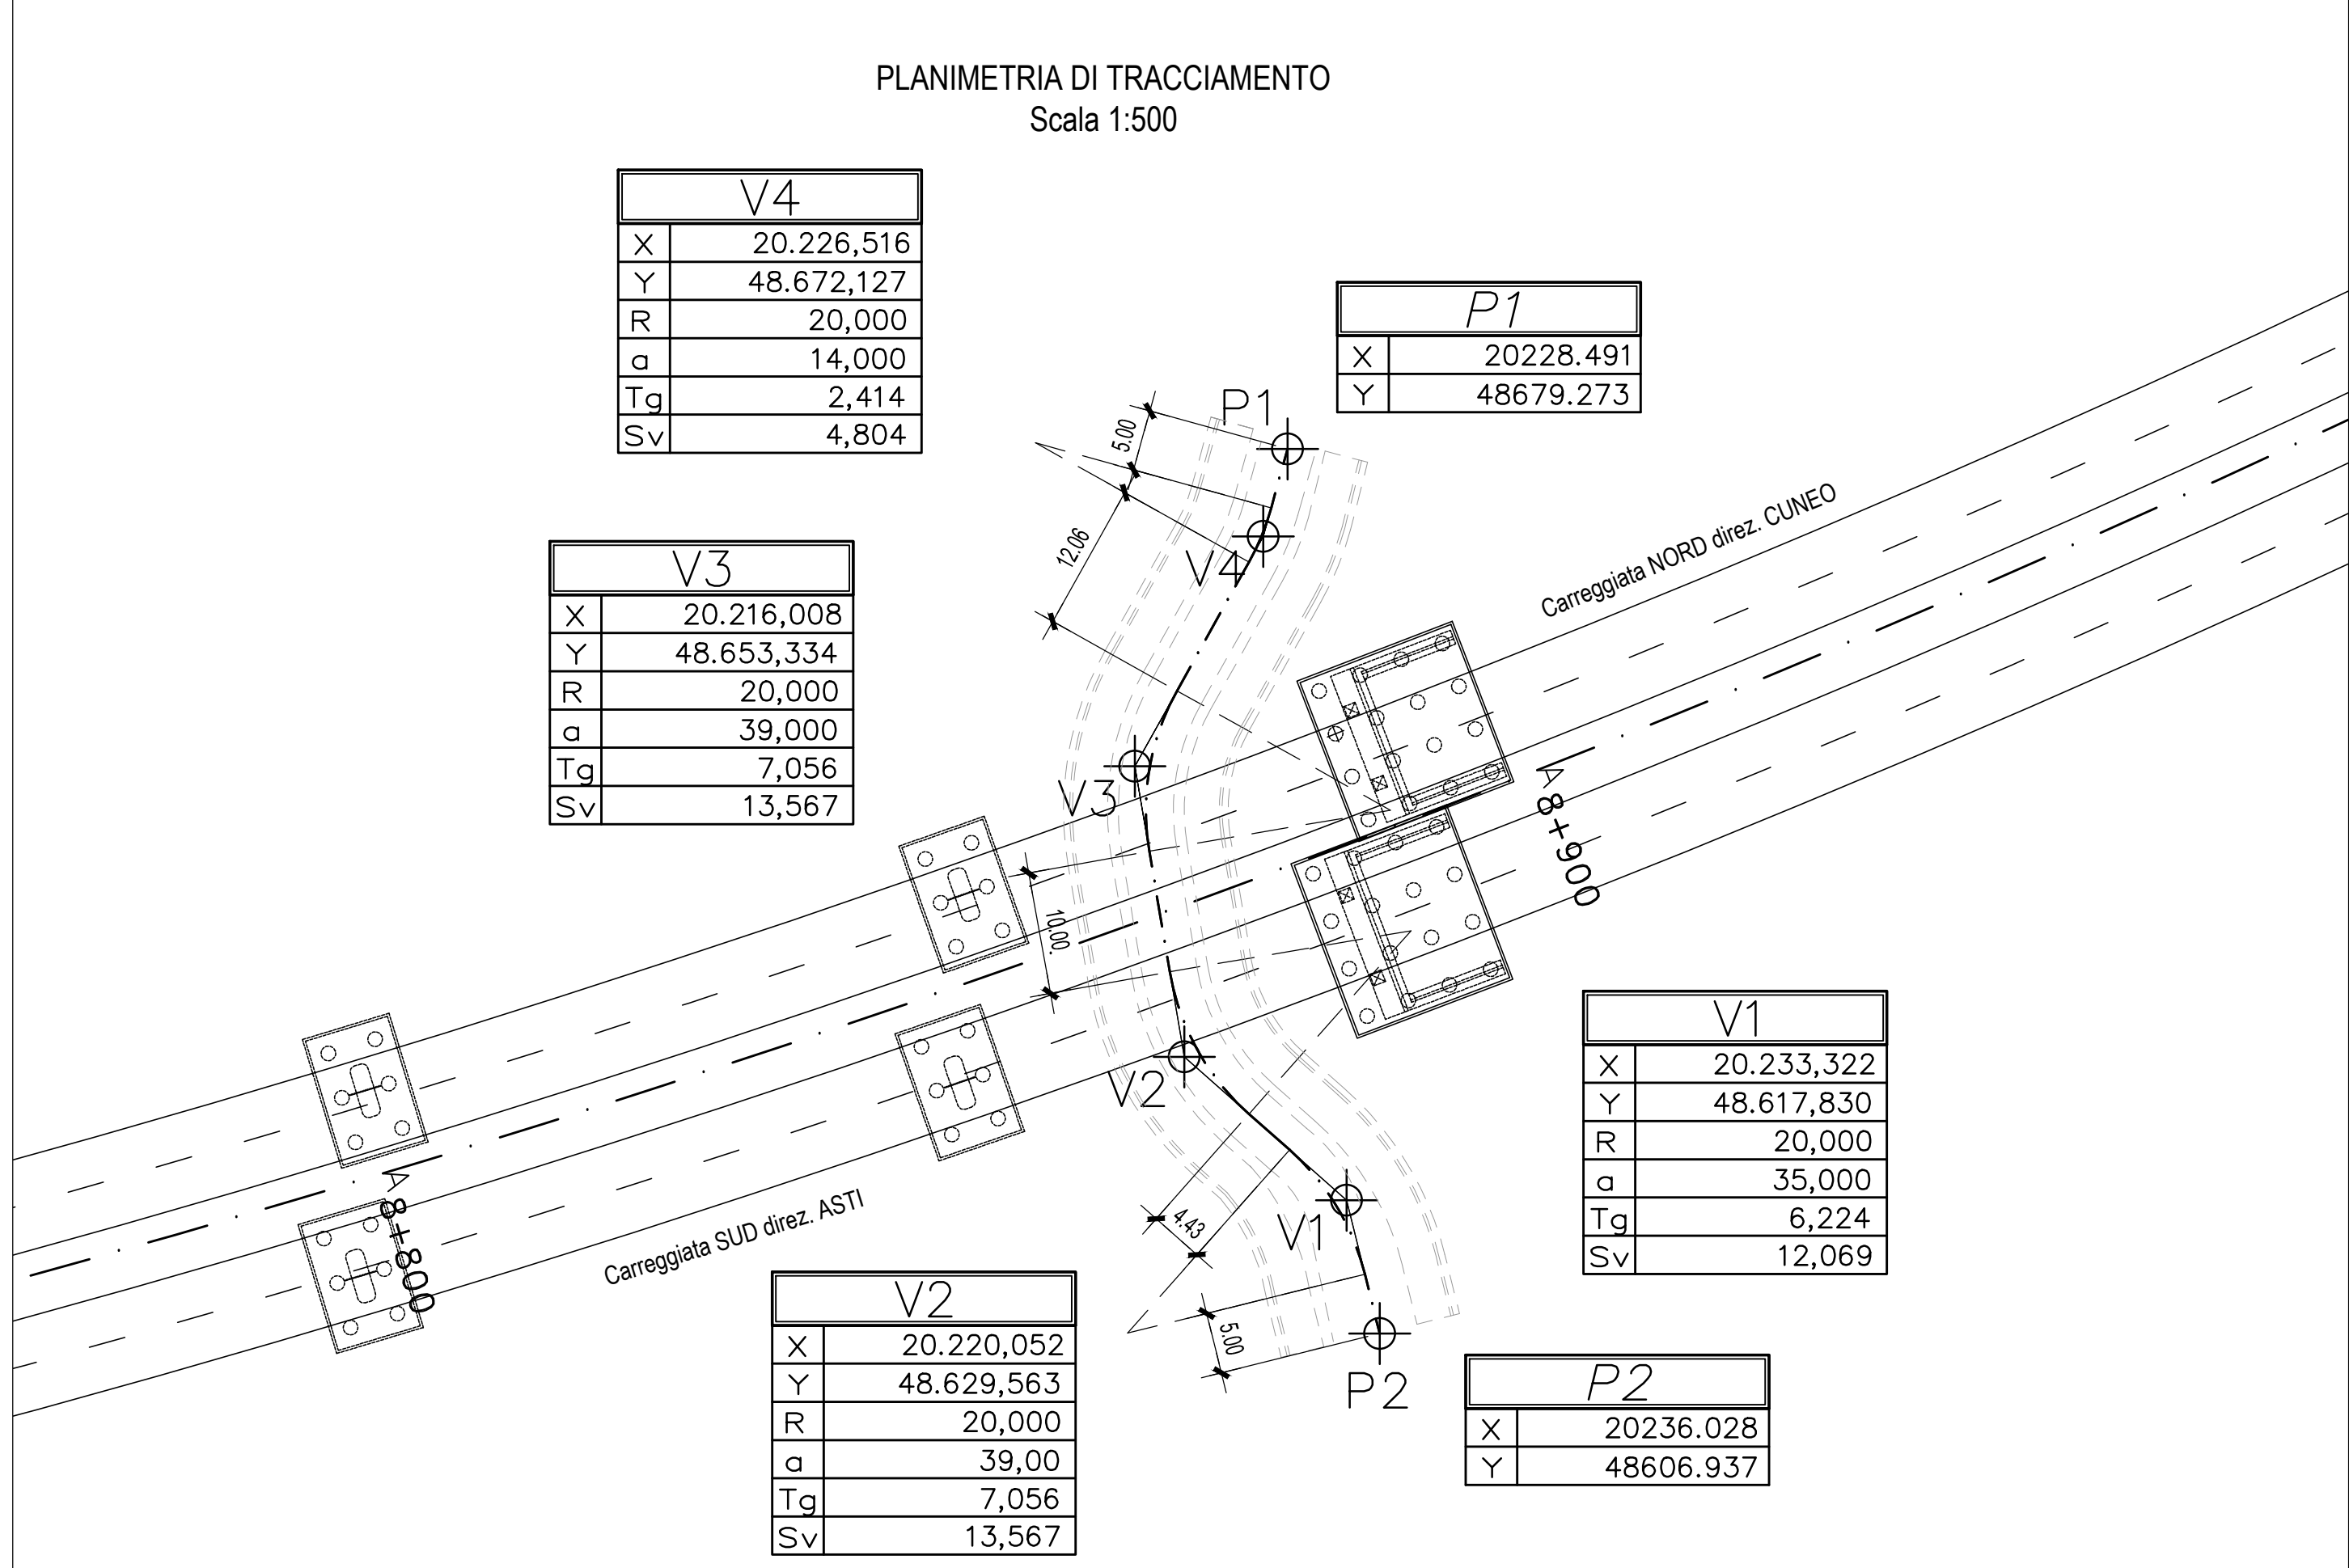 PLANIMETRIA DI TRACCIAMENTO
Scala 1:500
V4
X 20.226,516
Y 48.672,127
R 20,000
a 14,000
Tg 2,414
Sv 4,804
P1
X 20228.491
Y 48679.273
P1
5.00
V4
12.06
Carreggiata NORD direz. CUNEO
V3
X 20.216,008
Y 48.653,334
R 20,000
a 39,000
Tg 7,056
Sv 13,567
V3
A8+900
10.00.
V2
V1
X 20.233,322
Y 48.617,830
R 20,000
a 35,000
Tg 6,224
Sv 12,069
A8+800
Carreggiata SUD direz. ASTI
4.43
V1
5.00
P2
V2
X 20.220,052
Y 48.629,563
R 20,000
a 39,00
Tg 7,056
Sv 13,567
P2
X 20236.028
Y 48606.937